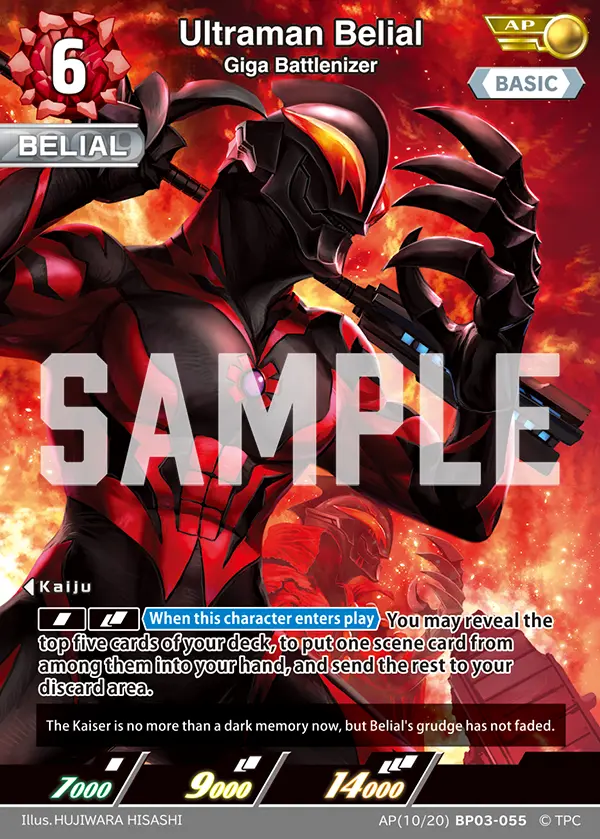 6
Ultraman Belial
Giga Battlenizer
AP
BASIC
BELIAL
SAMPLE
Kaiju
When this character enters play You may reveal the
top five cards of your deck, to put one scene card from
among them into your hand, and send the rest to your
discard area.
The Kaiser is no more than a dark memory now, but Belial's grudge has not faded.
7000 9000 14000
Illus.HUJIWARA HISASHI AP(10/20) BP03-055 © TPC